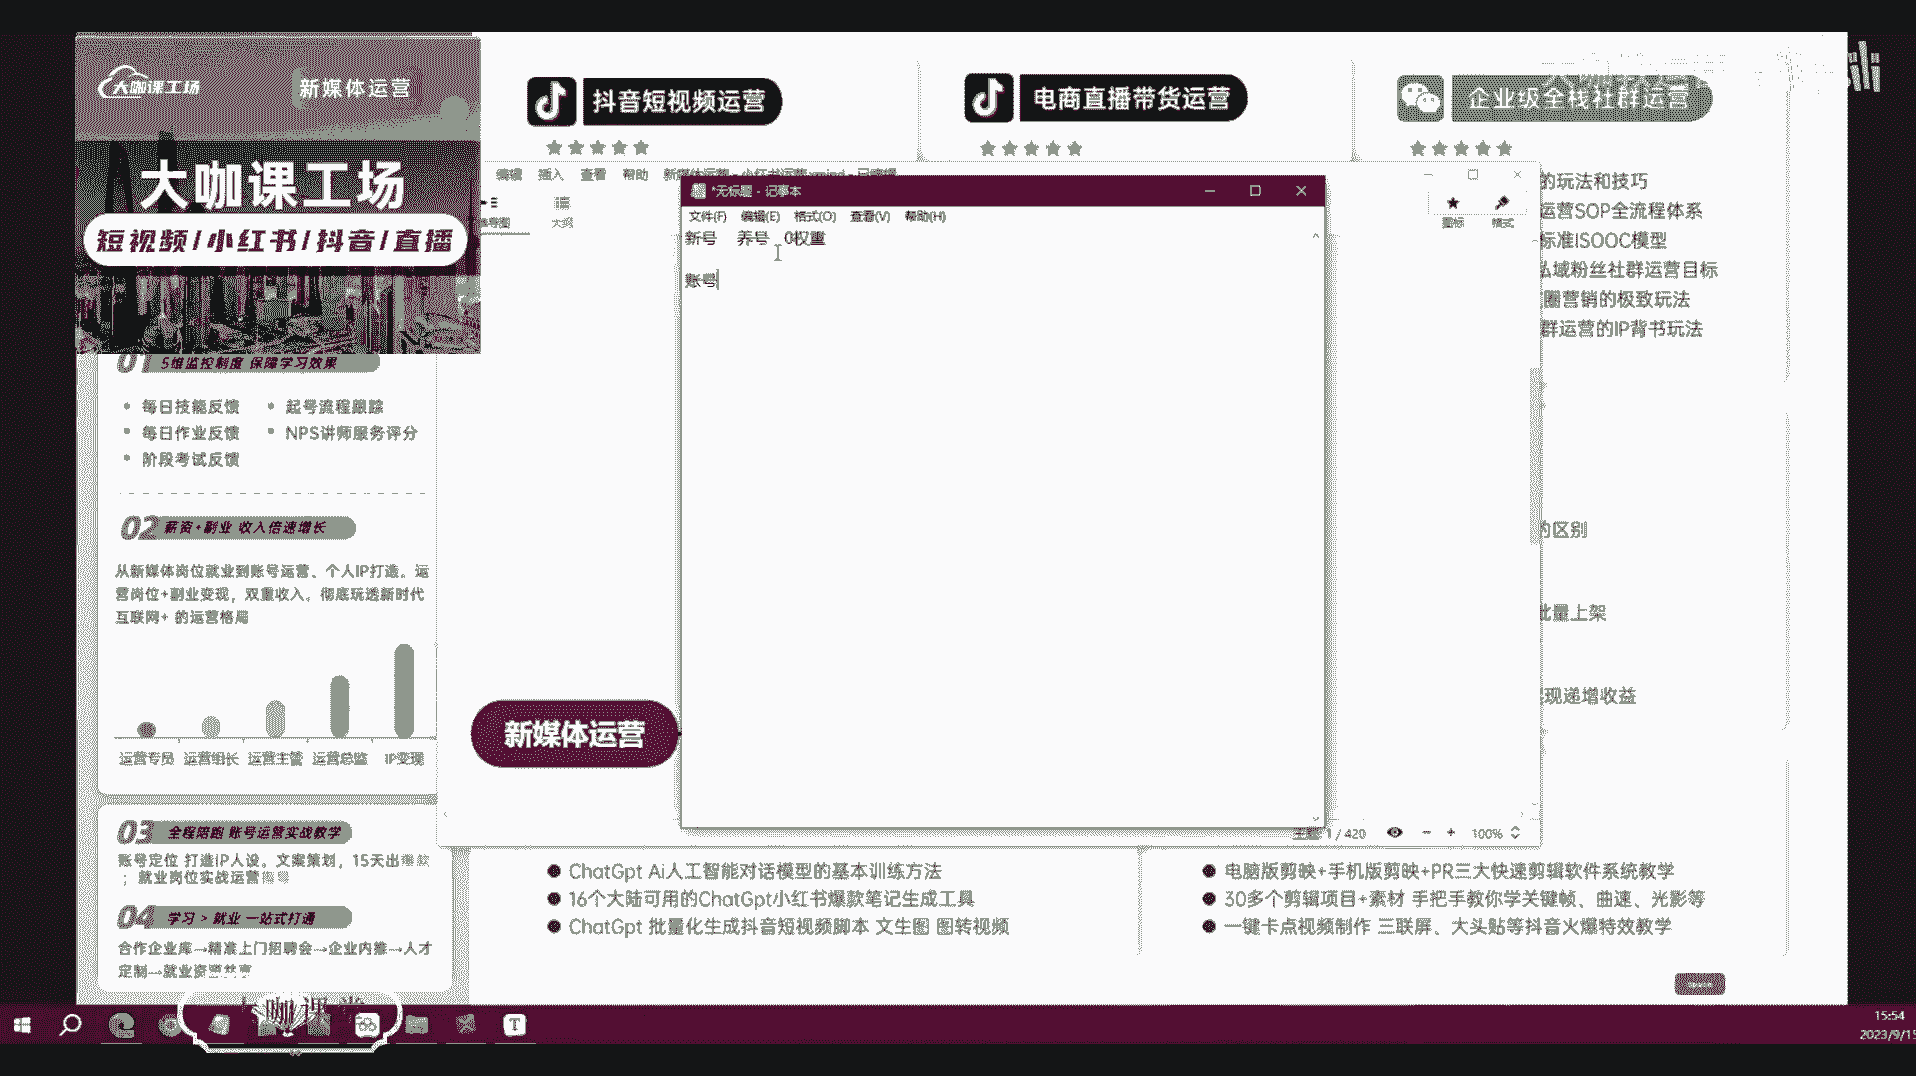 大咖课工场
新媒体运营
大咖课工场
短视频/小红书/抖音/直播
抖音短视频运营
电商直播带货运营
企业级全栈社群运营
编辑 插入 查看 帮助
大纲
图标 格式
*无标题 - 记事本
文件(F) 编辑(E) 格式(O) 查看(V) 帮助(H)
新号 养号 0权重
账号
的玩法和技巧
运营SOP全流程体系
标准ISOOC模型
私域粉丝社群运营目标
圈营销的极致玩法
群运营的IP背书玩法
的区别
批量上架
现递增收益
01 5维监控制度 保障学习效果
每日技能反馈
起号流程跟踪
每日作业反馈
NPS讲师服务评分
阶段考试反馈
02 薪资+副业 收入倍速增长
从新媒体岗位就业到账号运营、个人IP打造。运
营岗位+副业变现，双重收入。彻底玩透新时代
互联网+ 的运营格局
运营专员 运营组长 运营主管 运营总监 IP变现
03 全程陪跑 账号运营实战教学
账号定位 打造IP人设。文案策划，15天出爆款
；就业岗位实战运营指导
04 学习 > 就业 一站式打通
合作企业库→精准上门招聘会→企业内推→人才
定制→就业资源共享
新媒体运营
主题: 1 / 420
100%
ChatGpt Ai人工智能对话模型的基本训练方法
16个大陆可用的ChatGpt小红书爆款笔记生成工具
ChatGpt 批量化生成抖音短视频脚本 文生图 图转视频
电脑版剪映+手机版剪映+PR三大快速剪辑软件系统教学
30多个剪辑项目+素材 手把手教你学关键帧、曲速、光影等
一键卡点视频制作 三联屏、大头贴等抖音火爆特效教学
大咖课堂
15:54
2023/9/15